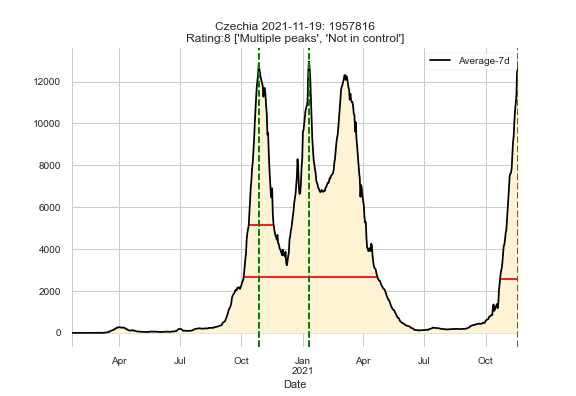 Czechia 2021-11-19: 1957816
Rating:8 ['Multiple peaks', 'Not in control']
Average-7d
12000
10000
8000
6000
4000
2000
0
Apr Jul Oct Jan Apr Jul Oct
2021
Date